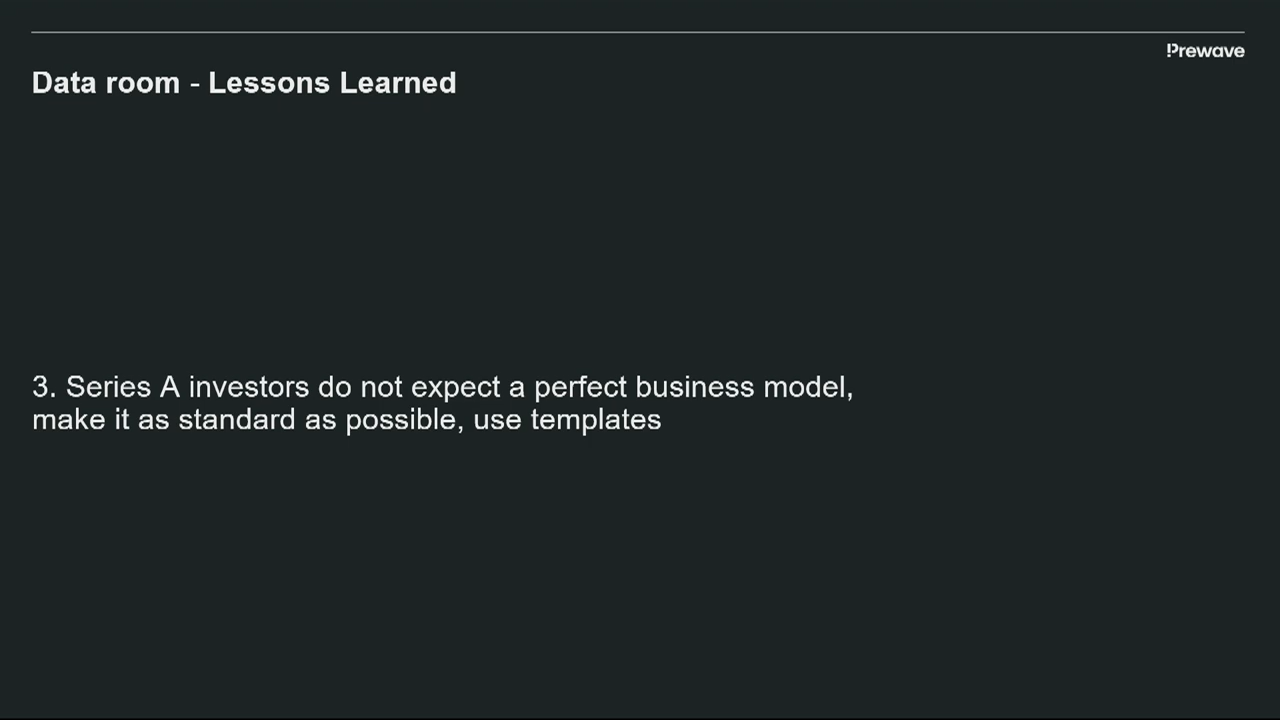 Prewave
Data room - Lessons Learned
3. Series A investors do not expect a perfect business model,
make it as standard as possible, use templates